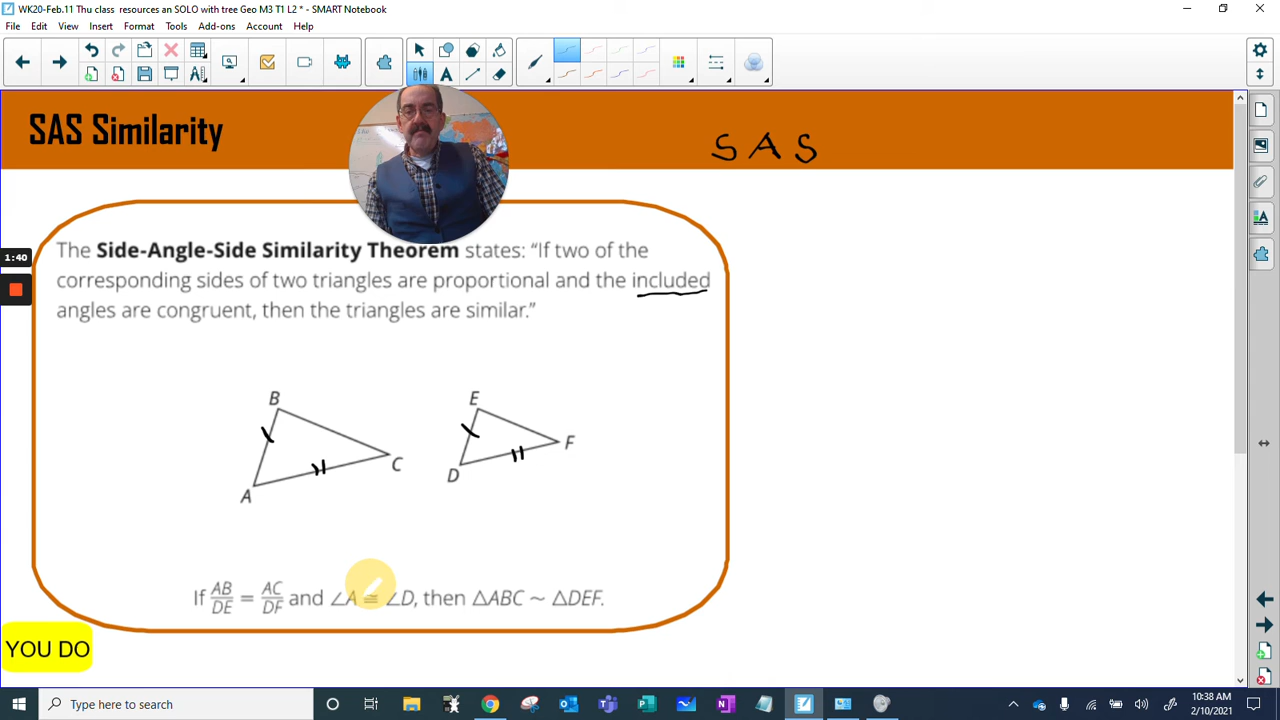 WK20-Feb.11 Thu class resources an SOLO with tree Geo M3 T1 L2 * - SMART Notebook
File Edit View Insert Format Tools Add-ons Account Help
SAS Similarity
S A S
The Side-Angle-Side Similarity Theorem states: “If two of the
corresponding sides of two triangles are proportional and the included
angles are congruent, then the triangles are similar.”
1:40
B
E
C
F
A
D
If AB/DE = AC/DF and ∠A ≅ ∠D, then △ABC ~ △DEF.
YOU DO
Type here to search
10:38 AM
2/10/2021